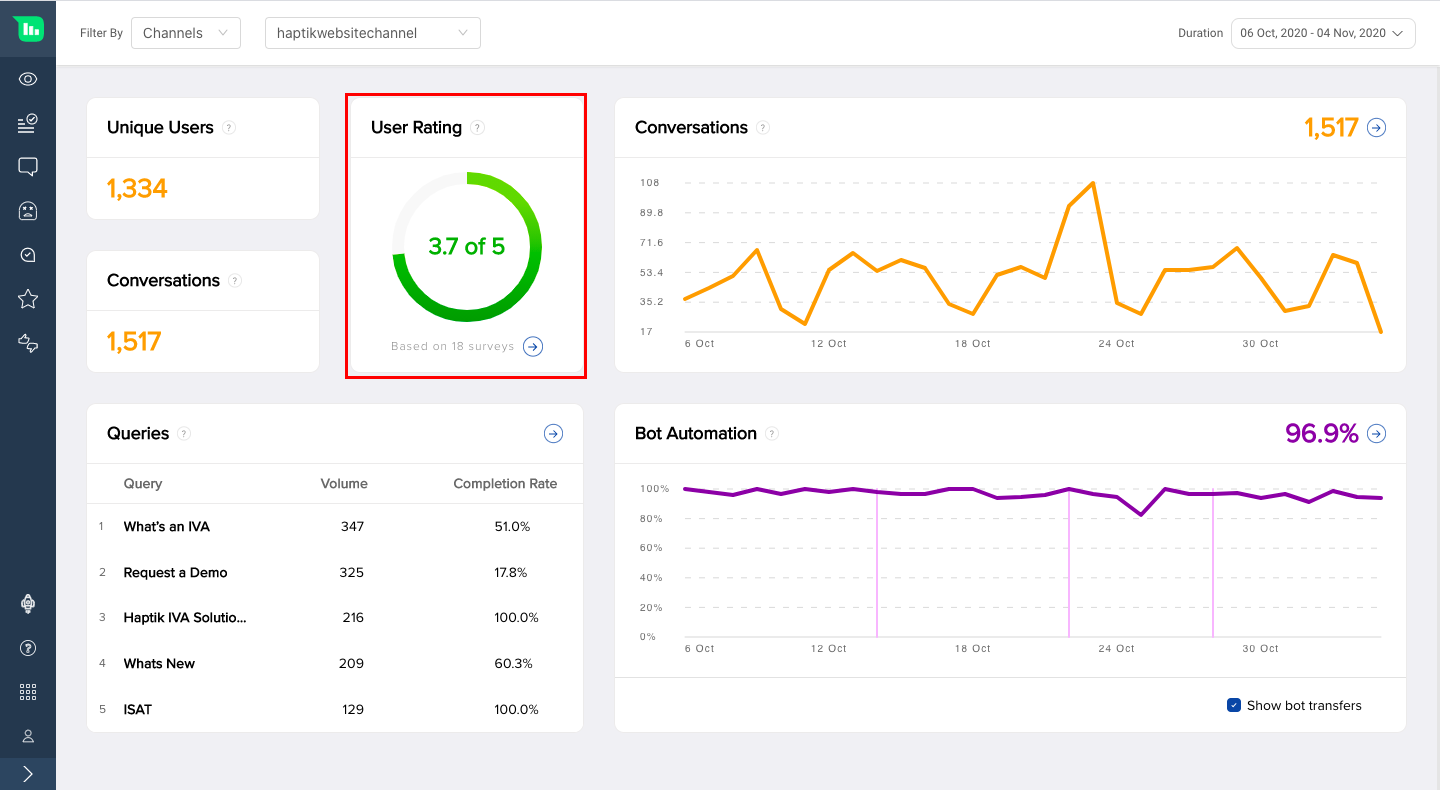 Filter By Channels haptikwebsitechannel Duration 06 Oct, 2020 - 04 Nov, 2020
Unique Users ?
1,334
Conversations ?
1,517
User Rating ?
3.7 of 5
Based on 18 surveys
Conversations ? 1,517
108
89.8
71.6
53.4
35.2
17
6 Oct 12 Oct 18 Oct 24 Oct 30 Oct
Queries ?
Query Volume Completion Rate
1 What's an IVA 347 51.0%
2 Request a Demo 325 17.8%
3 Haptik IVA Solutio... 216 100.0%
4 Whats New 209 60.3%
5 ISAT 129 100.0%
Bot Automation ? 96.9%
100%
80%
60%
40%
20%
0%
6 Oct 12 Oct 18 Oct 24 Oct 30 Oct
Show bot transfers
?